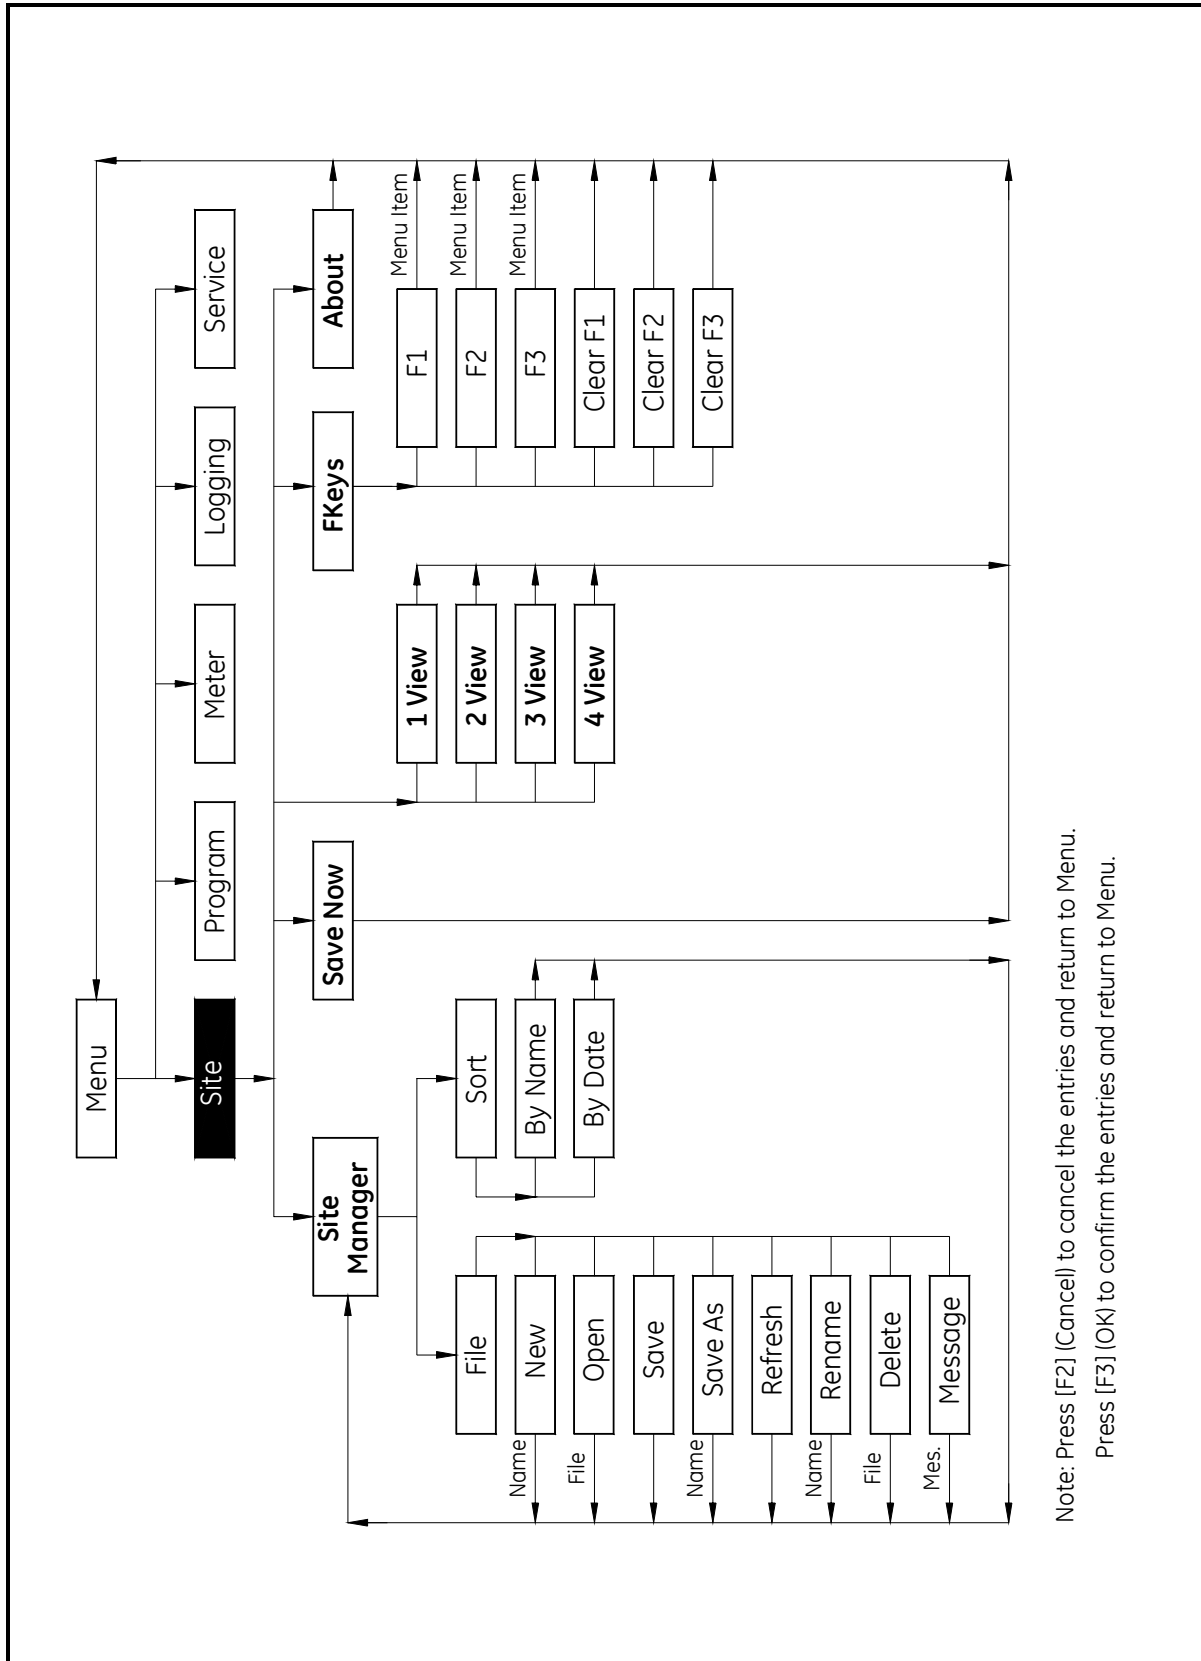 Menu
Site
Program
Meter
Logging
Service
Site
Manager
Save Now
FKeys
About
File
New
Open
Save
Save As
Refresh
Rename
Delete
Message
Name
File
Name
Name
File
Mes.
Sort
By Name
By Date
1 View
2 View
3 View
4 View
F1
F2
F3
Clear F1
Clear F2
Clear F3
Menu Item
Menu Item
Menu Item
Note: Press [F2] (Cancel) to cancel the entries and return to Menu.
Press [F3] (OK) to confirm the entries and return to Menu.